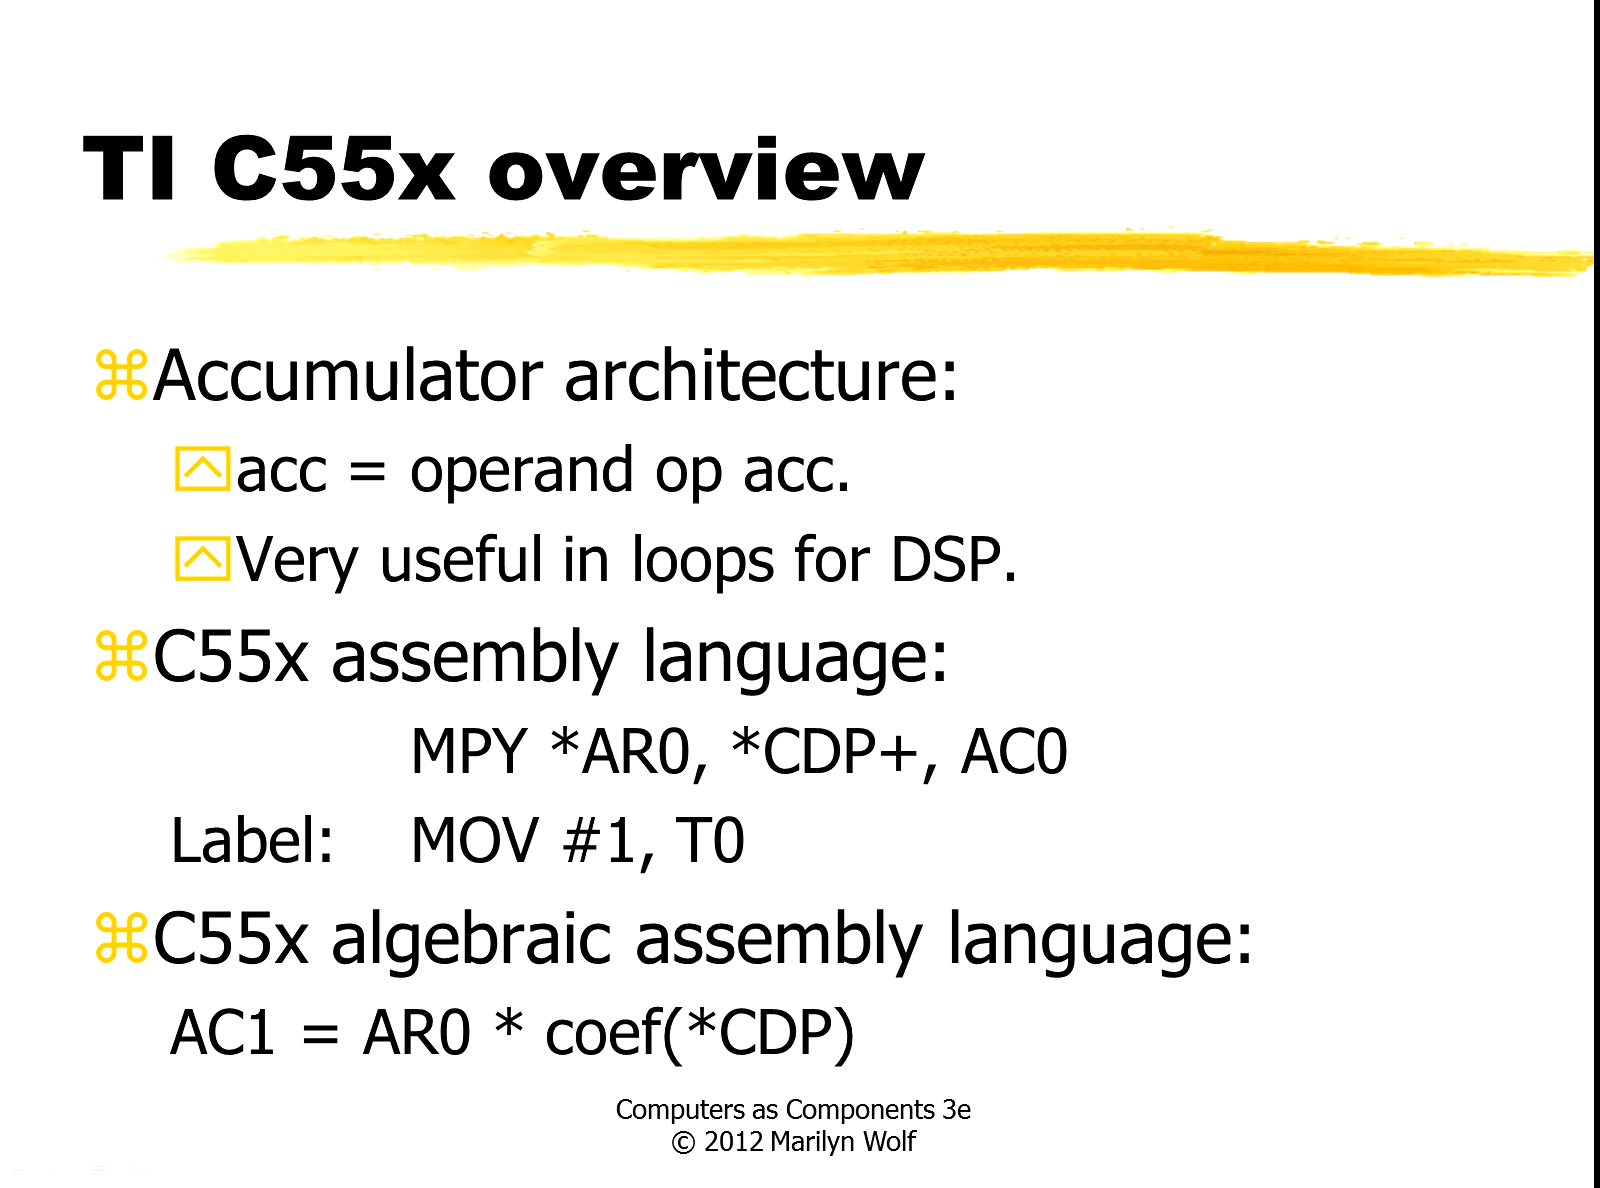 TI C55x overview
Accumulator architecture:
acc = operand op acc.
Very useful in loops for DSP.
C55x assembly language:
MPY *AR0, *CDP+, AC0
Label: MOV #1, T0
C55x algebraic assembly language:
AC1 = AR0 * coef(*CDP)
Computers as Components 3e
© 2012 Marilyn Wolf